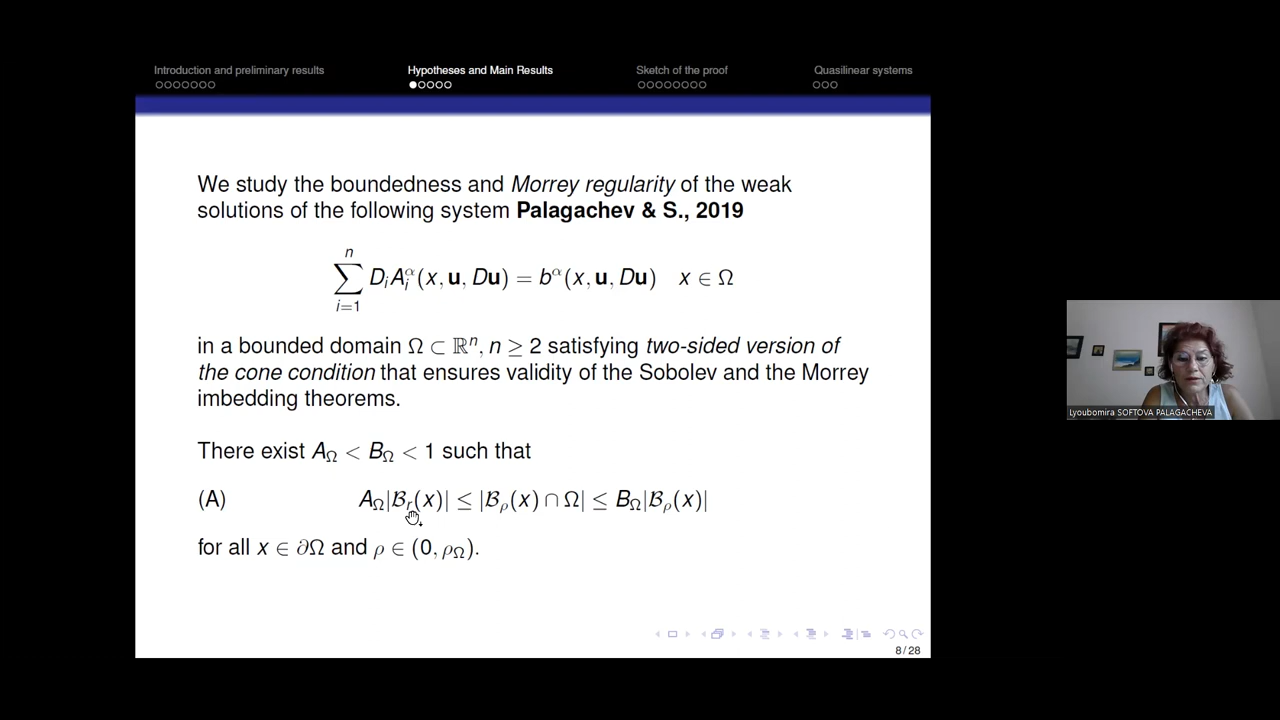 Introduction and preliminary results
Hypotheses and Main Results
Sketch of the proof
Quasilinear systems
We study the boundedness and Morrey regularity of the weak
solutions of the following system Palagachev & S., 2019
∑_{i=1}^{n} D_i A_i^α(x, u, Du) = b^α(x, u, Du) x ∈ Ω
in a bounded domain Ω ⊂ ℝ^n, n ≥ 2 satisfying two-sided version of
the cone condition that ensures validity of the Sobolev and the Morrey
imbedding theorems.
There exist A_Ω < B_Ω < 1 such that
(A) A_Ω|ℬ_r(x)| ≤ |ℬ_ρ(x) ∩ Ω| ≤ B_Ω|ℬ_ρ(x)|
for all x ∈ ∂Ω and ρ ∈ (0, ρ_Ω).
8 / 28
Lyoubomira SOFTOVA PALAGACHEVA